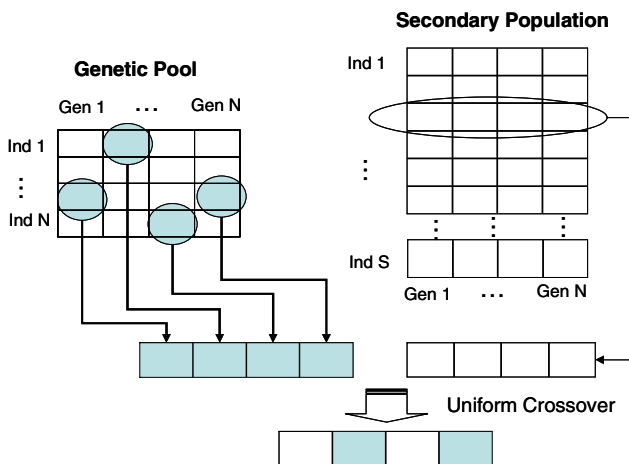 Secondary Population
Genetic Pool
Ind 1
Gen 1 ... Gen N
Ind 1
Ind N
Ind S
Gen 1 ... Gen N
Uniform Crossover